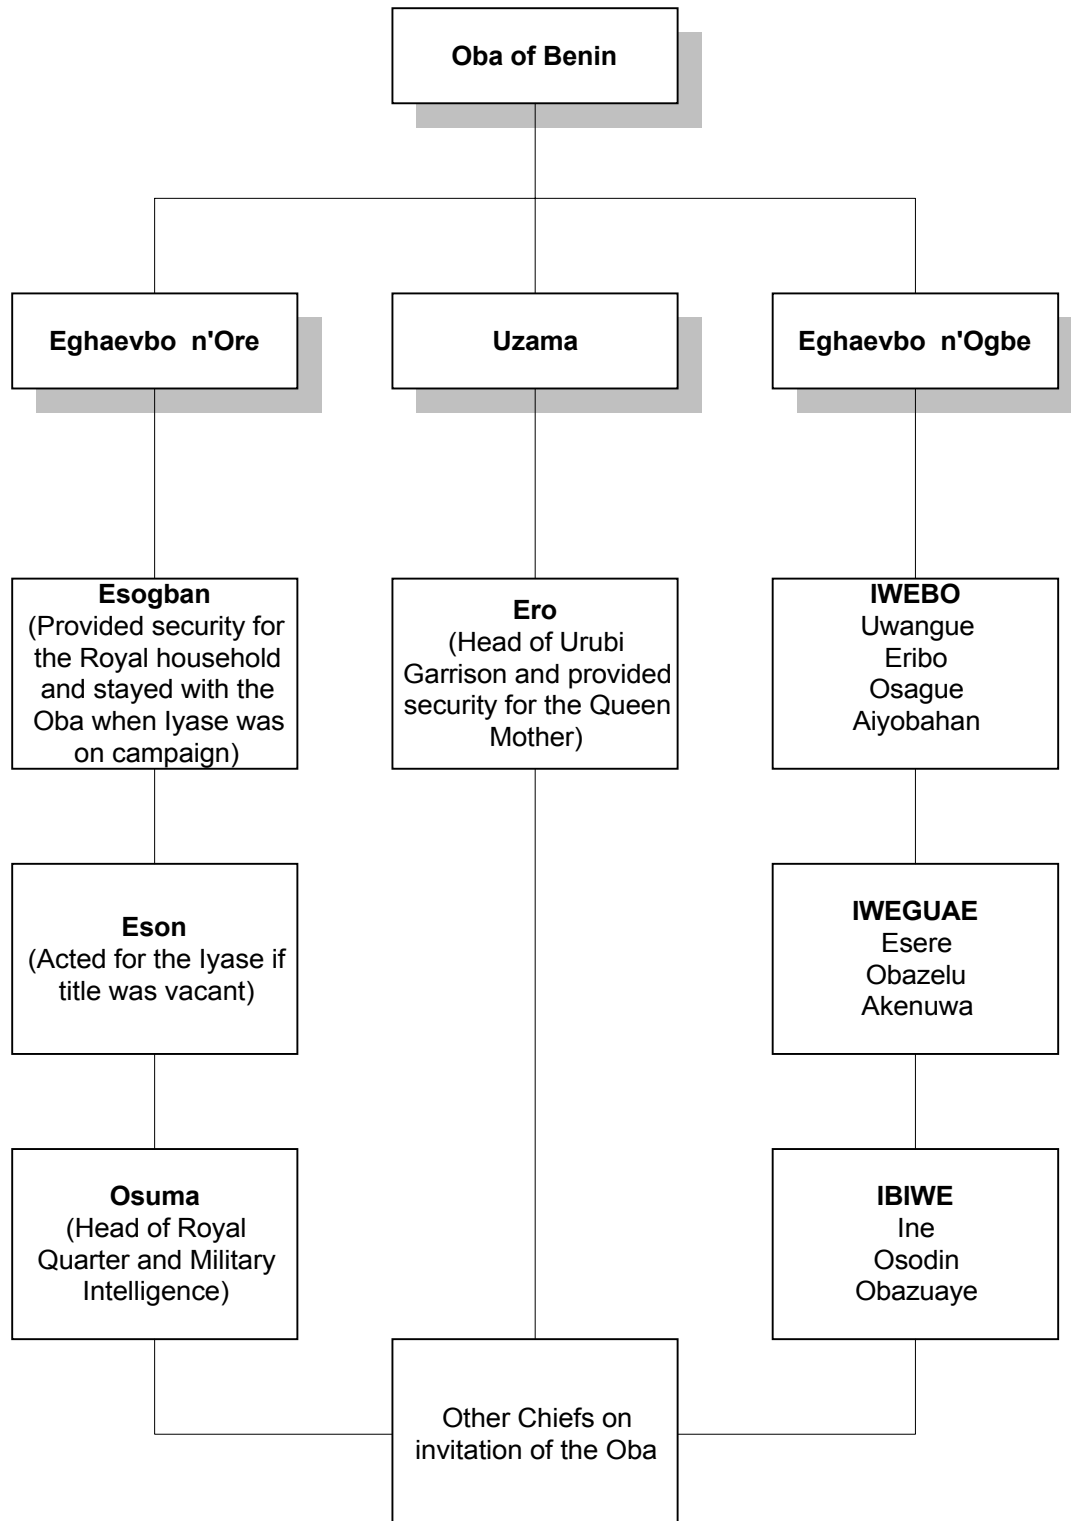 Oba of Benin
Eghaevbo n'Ore
Uzama
Eghaevbo n'Ogbe
Esogban
(Provided security for
the Royal household
and stayed with the
Oba when Iyase was
on campaign)
Ero
(Head of Urubi
Garrison and provided
security for the Queen
Mother)
IWEBO
Uwangue
Eribo
Osague
Aiyobahan
Eson
(Acted for the Iyase if
title was vacant)
IWEGUAE
Esere
Obazelu
Akenuwa
Osuma
(Head of Royal
Quarter and Military
Intelligence)
IBIWE
Ine
Osodin
Obazuaye
Other Chiefs on
invitation of the Oba